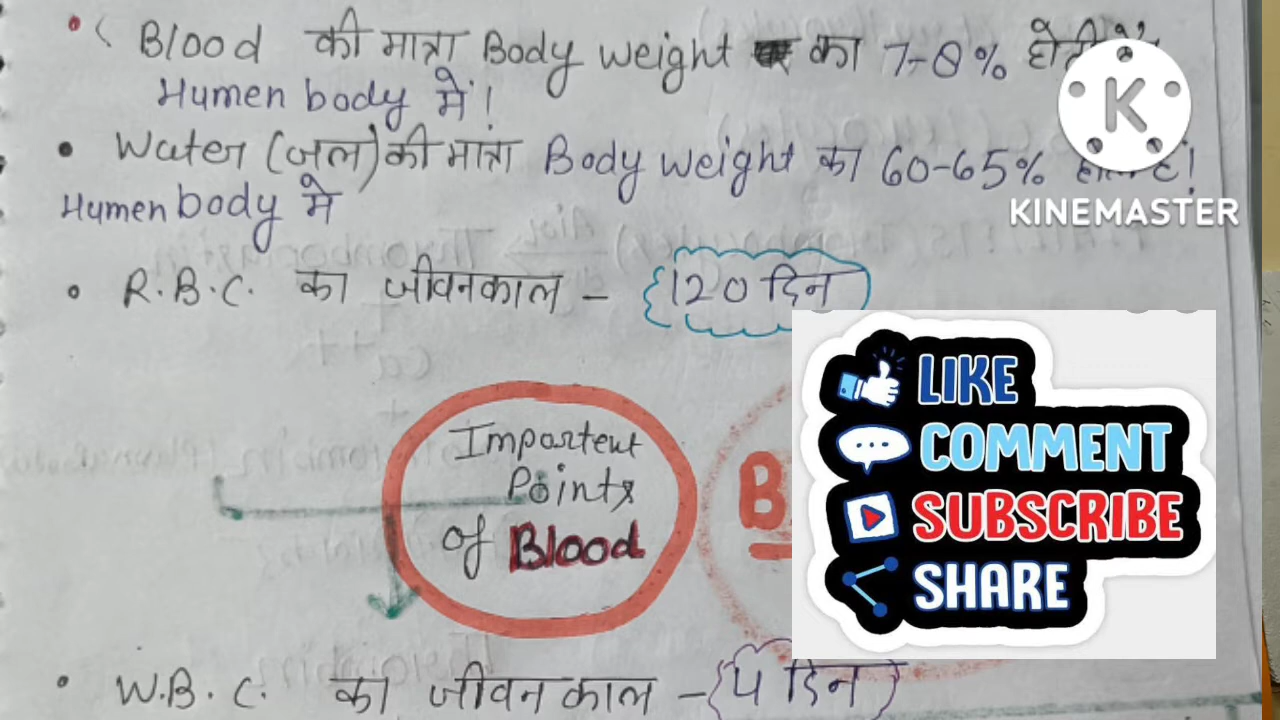 Blood की मात्रा Body weight का 7-8%
Humen body में!
• Water (जल) की मात्रा Body weight का 60-65%
Humen body मे
• R.B.C. का जीवनकाल - 120 दिन
Importent
Points
of Blood
B
• W.B.C. का जीवनकाल - 4 दिन
KINEMASTER
LIKE
COMMENT
SUBSCRIBE
SHARE